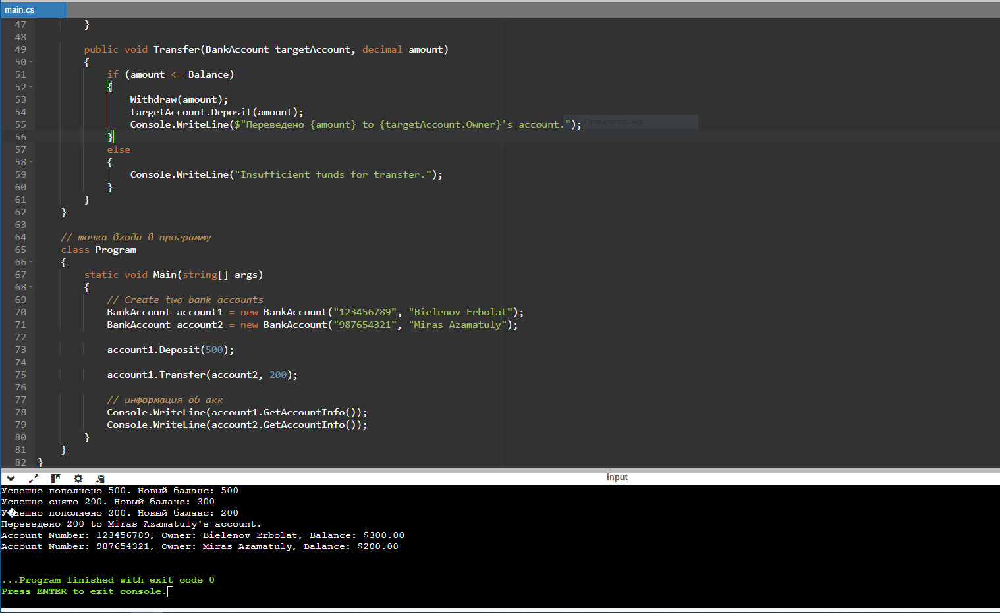 main.cs
47 }
48
49 public void Transfer(BankAccount targetAccount, decimal amount)
50 {
51 if (amount <= Balance)
52 {
53 Withdraw(amount);
54 targetAccount.Deposit(amount);
55 Console.WriteLine($"Переведено {amount} to {targetAccount.Owner}'s account."); Прямоугольник
56 }
57 else
58 {
59 Console.WriteLine("Insufficient funds for transfer.");
60 }
61 }
62 }
63
64 // точка входа в программу
65 class Program
66 {
67 static void Main(string[] args)
68 {
69 // Create two bank accounts
70 BankAccount account1 = new BankAccount("123456789", "Bielenov Erbolat");
71 BankAccount account2 = new BankAccount("987654321", "Miras Azamatuly");
72
73 account1.Deposit(500);
74
75 account1.Transfer(account2, 200);
76
77 // информация об акк
78 Console.WriteLine(account1.GetAccountInfo());
79 Console.WriteLine(account2.GetAccountInfo());
80 }
81 }
82 }
input
Успешно пополнено 500. Новый баланс: 500
Успешно снято 200. Новый баланс: 300
У�пешно пополнено 200. Новый баланс: 200
Переведено 200 to Miras Azamatuly's account.
Account Number: 123456789, Owner: Bielenov Erbolat, Balance: $300.00
Account Number: 987654321, Owner: Miras Azamatuly, Balance: $200.00
...Program finished with exit code 0
Press ENTER to exit console.